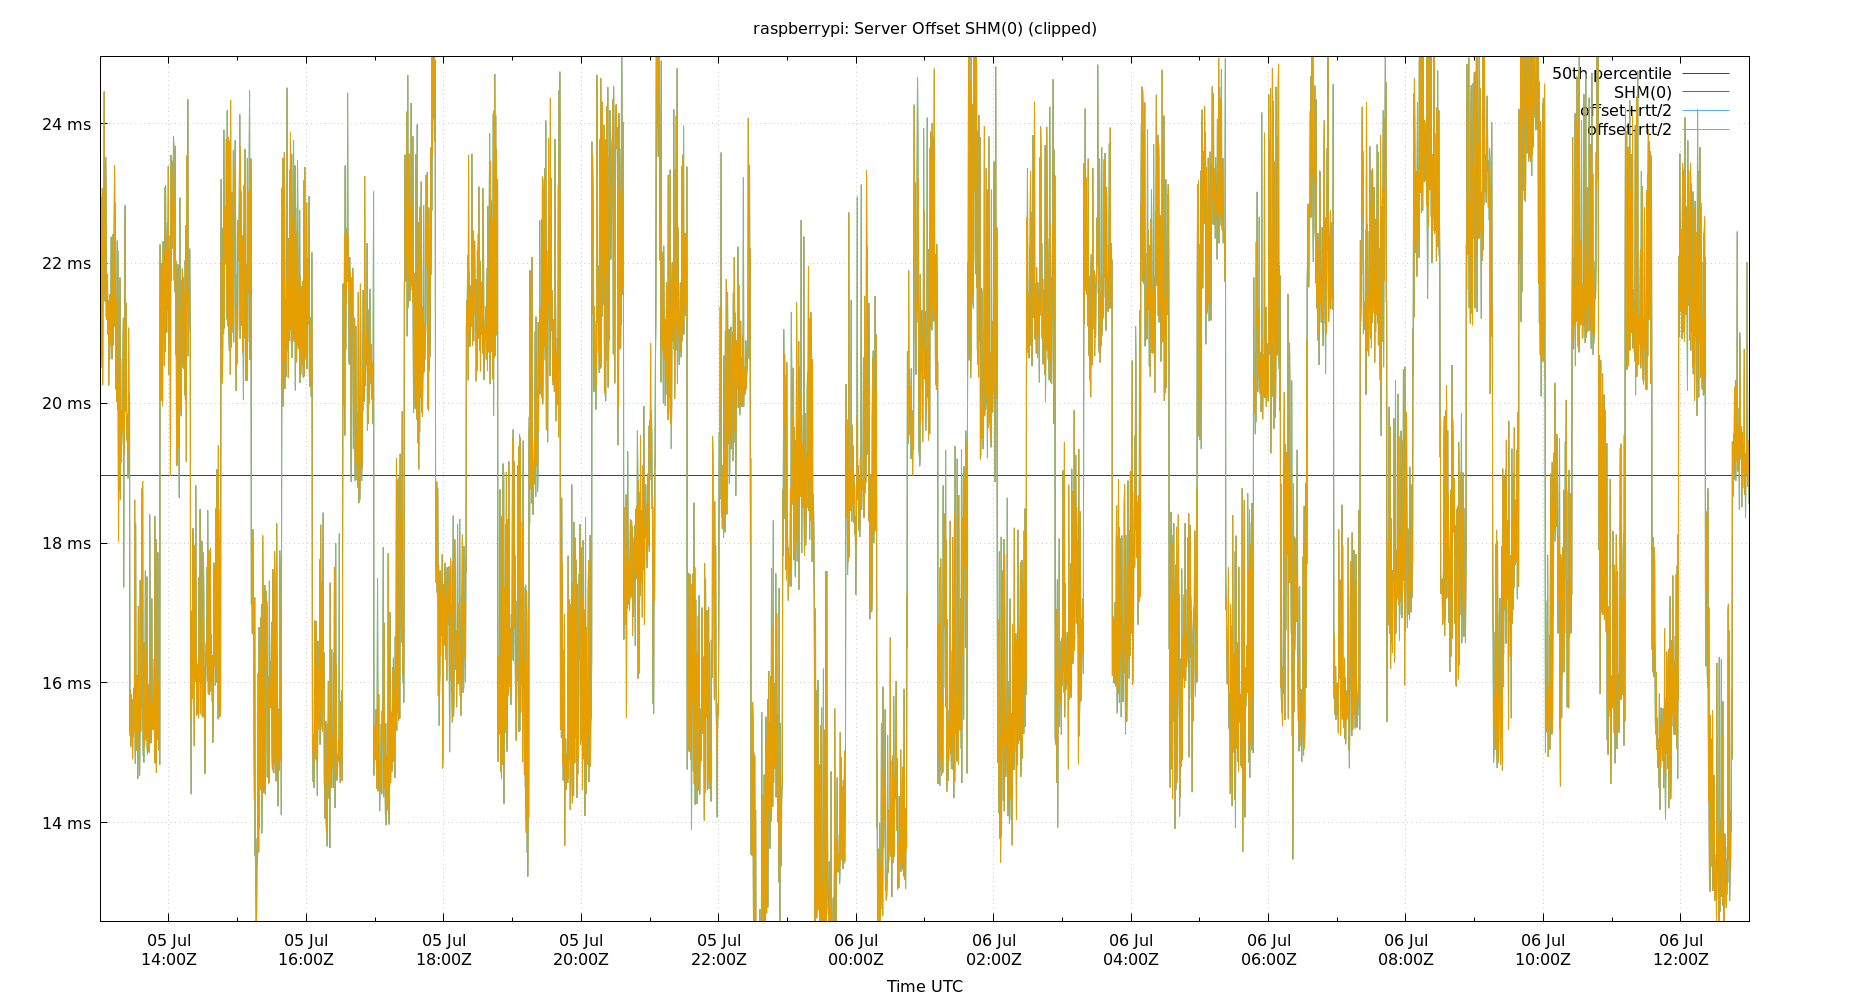 raspberrypi: Server Offset SHM(0) (clipped)
50th percentile
SHM(0)
offset+rtt/2
offset-rtt/2
24 ms
22 ms
20 ms
18 ms
16 ms
14 ms
05 Jul 05 Jul 05 Jul 05 Jul 05 Jul 06 Jul 06 Jul 06 Jul 06 Jul 06 Jul 06 Jul 06 Jul
14:00Z 16:00Z 18:00Z 20:00Z 22:00Z 00:00Z 02:00Z 04:00Z 06:00Z 08:00Z 10:00Z 12:00Z
Time UTC